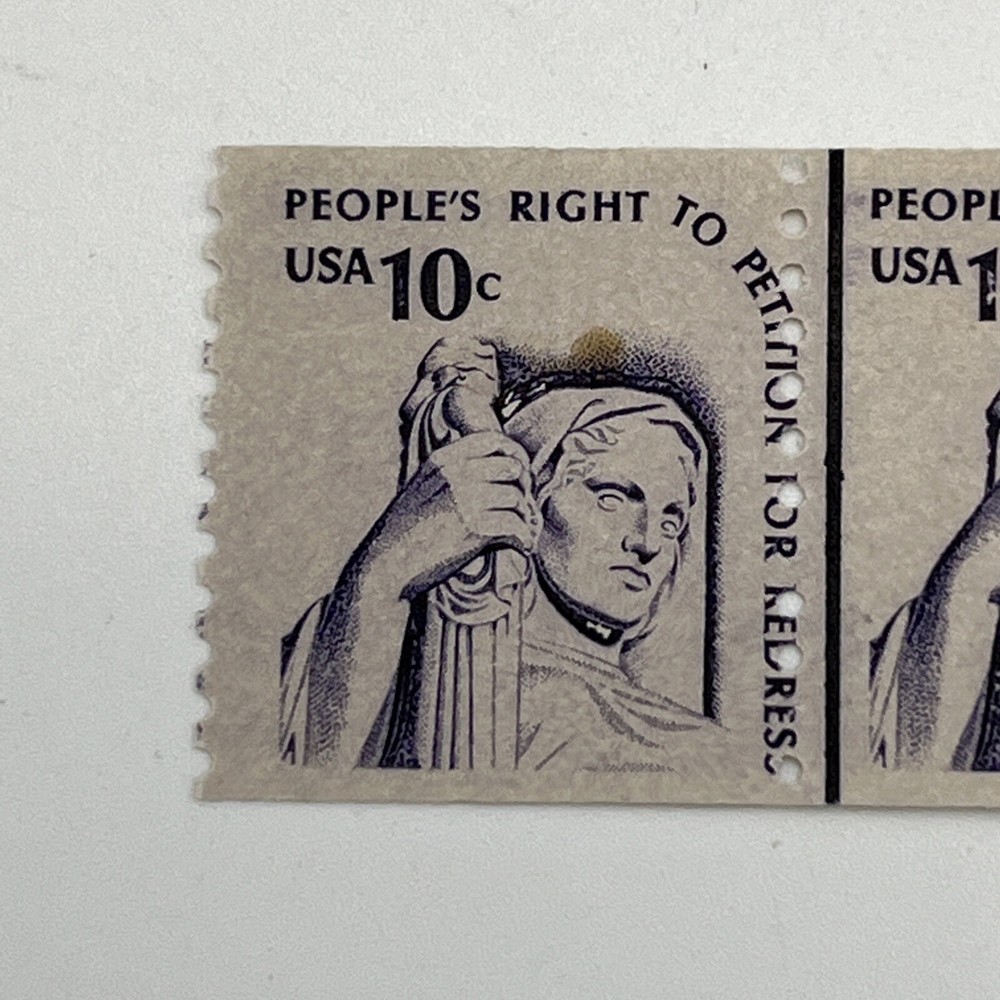 PEOPLE'S RIGHT TO PETITION FOR REDRESS
USA 10c
PEOPL
USA 1